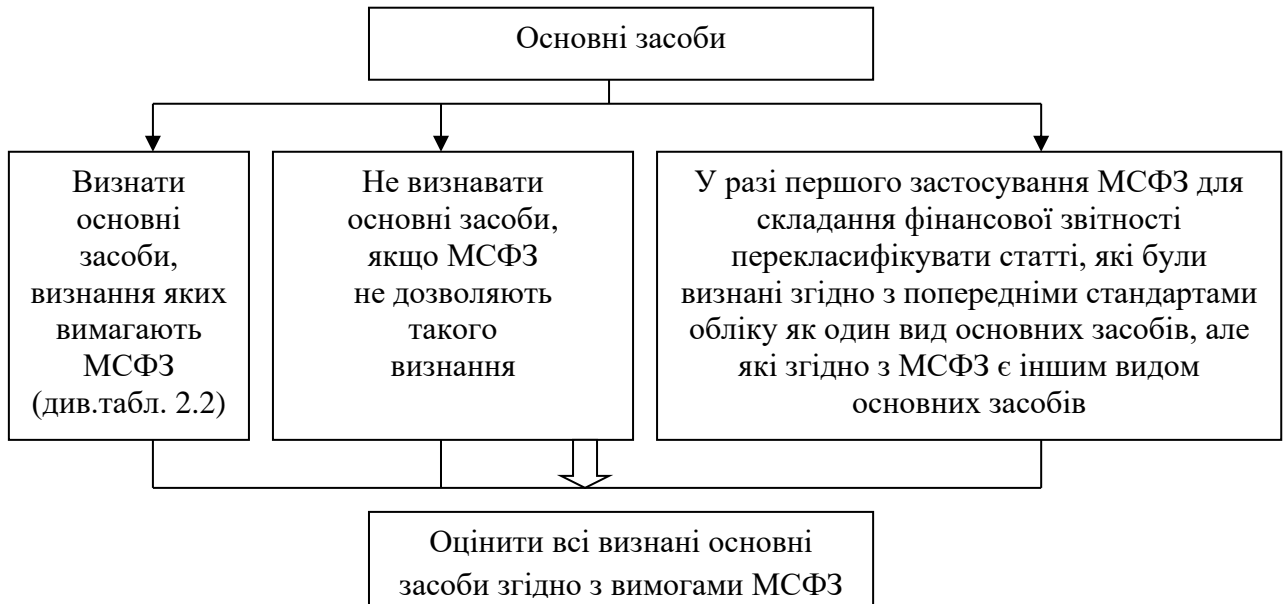 Основні засоби
Визнати
основні
засоби,
визнання яких
вимагають
МСФЗ
(див.табл. 2.2)
Не визнавати
основні засоби,
якщо МСФЗ
не дозволяють
такого
визнання
У разі першого застосування МСФЗ для
складання фінансової звітності
перекласифікувати статті, які були
визнані згідно з попередніми стандартами
обліку як один вид основних засобів, але
які згідно з МСФЗ є іншим видом
основних засобів
Оцінити всі визнані основні
засоби згідно з вимогами МСФЗ